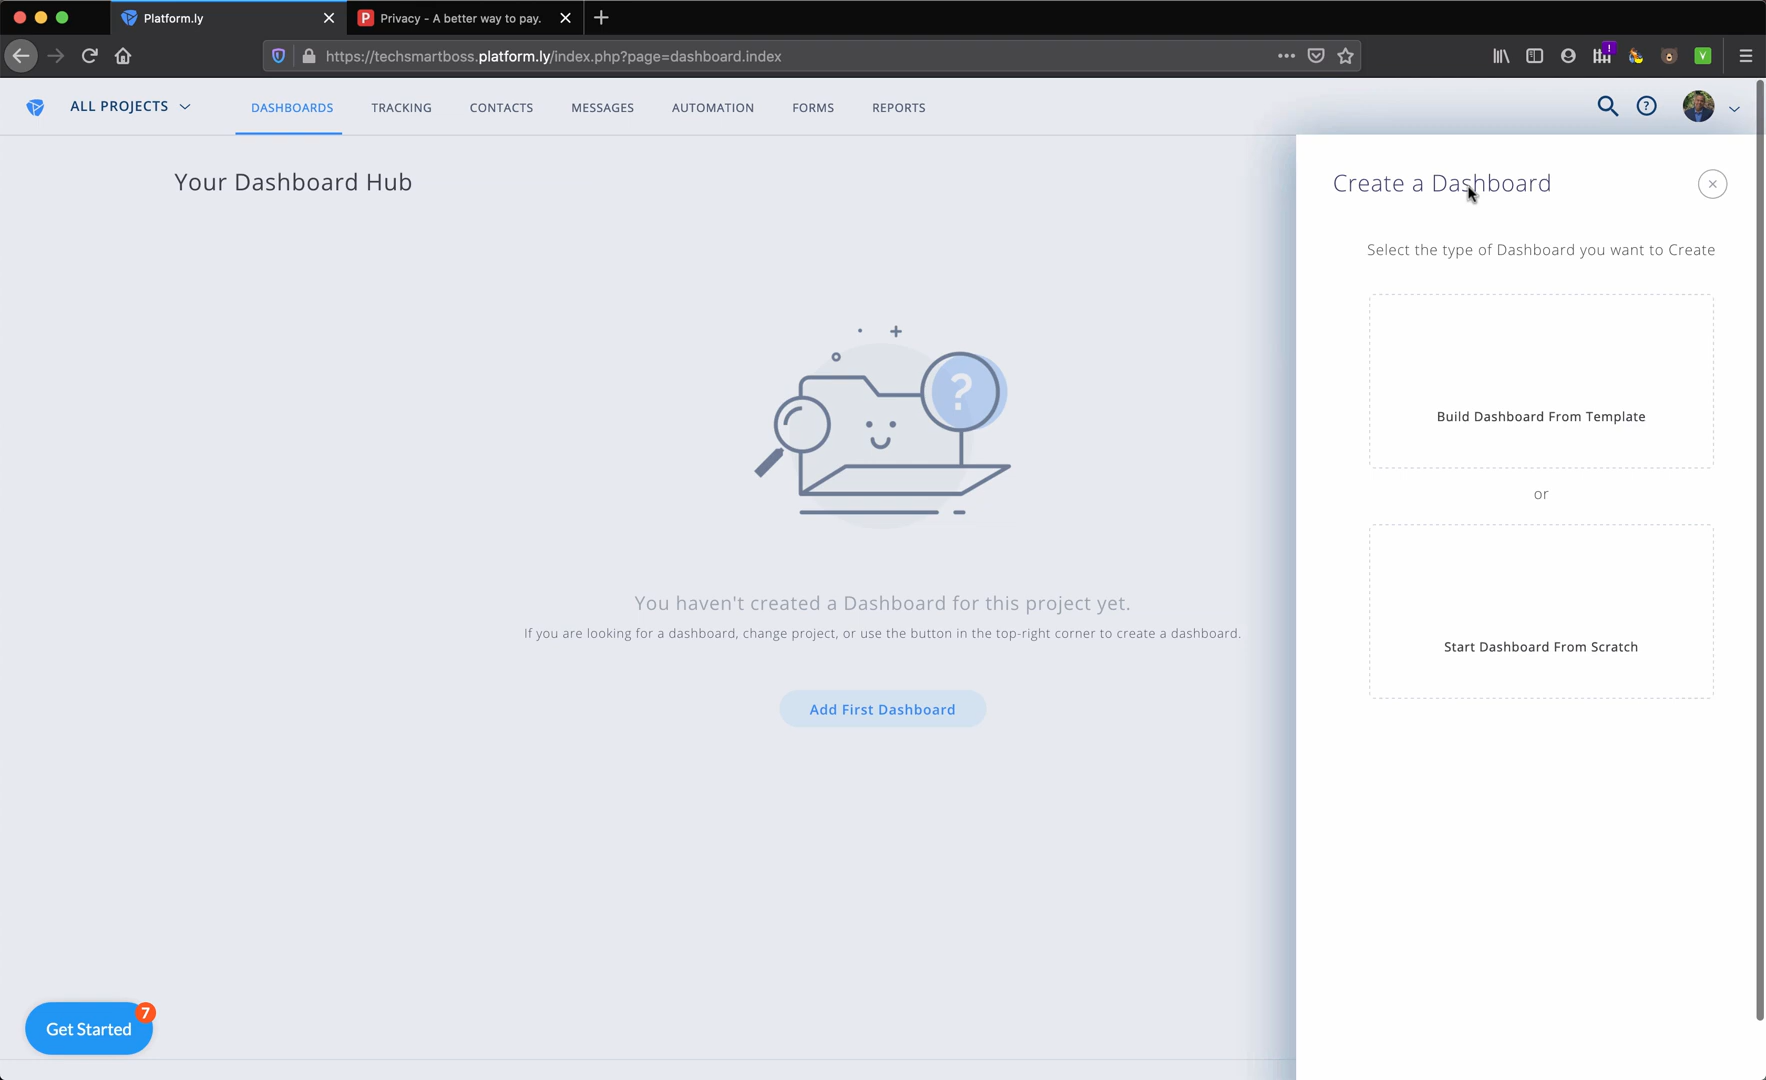 Platform.ly
P Privacy - A better way to pay.
https://techsmartboss.platform.ly/index.php?page=dashboard.index
!
V
ALL PROJECTS
DASHBOARDS
TRACKING
CONTACTS
MESSAGES
AUTOMATION
FORMS
REPORTS
?
Your Dashboard Hub
Create a Dashboard
Select the type of Dashboard you want to Create
?
Build Dashboard From Template
or
You haven't created a Dashboard for this project yet.
If you are looking for a dashboard, change project, or use the button in the top-right corner to create a dashboard.
Start Dashboard From Scratch
Add First Dashboard
7
Get Started